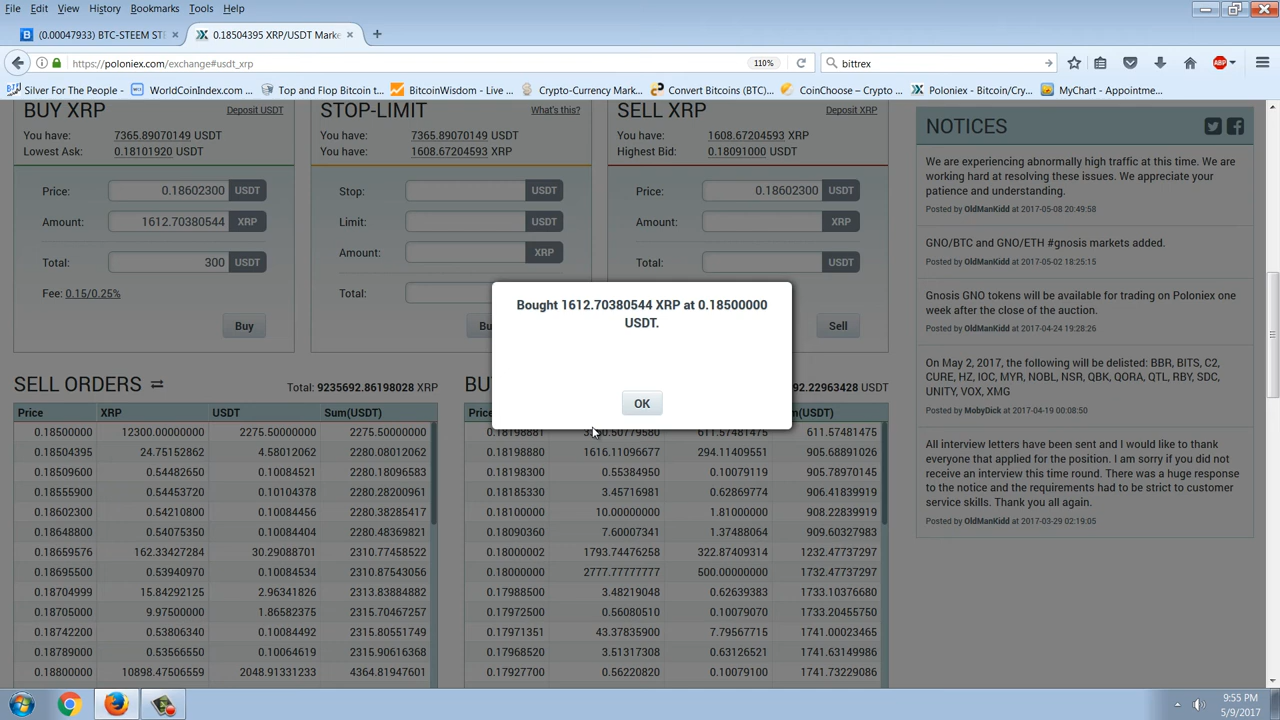 File Edit View History Bookmarks Tools Help
(0.00047933) BTC-STEEM STE × 0.18504395 XRP/USDT Marke × +
https://poloniex.com/exchange#usdt_xrp 110% bittrex
Silver For The People - WorldCoinIndex.com - Top and Flop Bitcoin t... BitcoinWisdom - Live ... Crypto-Currency Mark... Convert Bitcoins (BTC)... CoinChoose – Crypto ... Poloniex - Bitcoin/Cry... MyChart - Appointme...
BUY XRP Deposit USDT
You have: 7365.89070149 USDT
Lowest Ask: 0.18101920 USDT
Price: 0.18602300 USDT
Amount: 1612.70380544 XRP
Total: 300 USDT
Fee: 0.15/0.25%
Buy
STOP-LIMIT What's this?
You have: 7365.89070149 USDT
You have: 1608.67204593 XRP
Stop: USDT
Limit: USDT
Amount: XRP
Total:
SELL XRP Deposit XRP
You have: 1608.67204593 XRP
Highest Bid: 0.18091000 USDT
Price: 0.18602300 USDT
Amount: XRP
Total: USDT
Sell
Bought 1612.70380544 XRP at 0.18500000
USDT.
OK
SELL ORDERS Total: 9235692.86198028 XRP
Price XRP USDT Sum(USDT)
0.18500000 12300.00000000 2275.50000000 2275.50000000
0.18504395 24.75152862 4.58012062 2280.08012062
0.18509600 0.54482650 0.10084521 2280.18096583
0.18555900 0.54453720 0.10104378 2280.28200961
0.18602300 0.54210800 0.10084456 2280.38285417
0.18648800 0.54075350 0.10084404 2280.48369821
0.18659576 162.33427284 30.29088701 2310.77458522
0.18695500 0.53940970 0.10084534 2310.87543056
0.18704999 15.84292125 2.96341826 2313.83884882
0.18705000 9.97500000 1.86582375 2315.70467257
0.18742200 0.53806340 0.10084492 2315.80551749
0.18789000 0.53566550 0.10064619 2315.90616368
0.18800000 10898.47506559 2048.91331233 4364.81947601
92.22963428 USDT
0.18198881 611.57481475 611.57481475
0.18198880 1616.11096677 294.11409551 905.68891026
0.18198300 0.55384950 0.10079119 905.78970145
0.18185330 3.45716981 0.62869774 906.41839919
0.18100000 10.00000000 1.81000000 908.22839919
0.18090360 7.60007341 1.37488064 909.60327983
0.18000002 1793.74476258 322.87409314 1232.47737297
0.18000000 2777.77777777 500.00000000 1732.47737297
0.17988500 3.48219048 0.62639383 1733.10376680
0.17972500 0.56080510 0.10079070 1733.20455750
0.17971351 43.37835900 7.79567715 1741.00023465
0.17968520 3.51317308 0.63126521 1741.63149986
0.17927700 0.56220820 0.10079100 1741.73229086
NOTICES
We are experiencing abnormally high traffic at this time. We are
working hard at resolving these issues. We appreciate your
patience and understanding.
Posted by OldManKidd at 2017-05-08 20:49:58
GNO/BTC and GNO/ETH #gnosis markets added.
Posted by OldManKidd at 2017-05-02 18:25:15
Gnosis GNO tokens will be available for trading on Poloniex one
week after the close of the auction.
Posted by OldManKidd at 2017-04-24 19:28:26
On May 2, 2017, the following will be delisted: BBR, BITS, C2,
CURE, HZ, IOC, MYR, NOBL, NSR, QBK, QORA, QTL, RBY, SDC,
UNITY, VOX, XMG
Posted by MobyDick at 2017-04-19 00:08:50
All interview letters have been sent and I would like to thank
everyone that applied for the position. I am sorry if you did not
receive an interview this time round. There was a huge response
to the notice and the requirements had to be strict to customer
service skills. Thank you all again.
Posted by OldManKidd at 2017-03-29 02:19:05
9:55 PM
5/9/2017